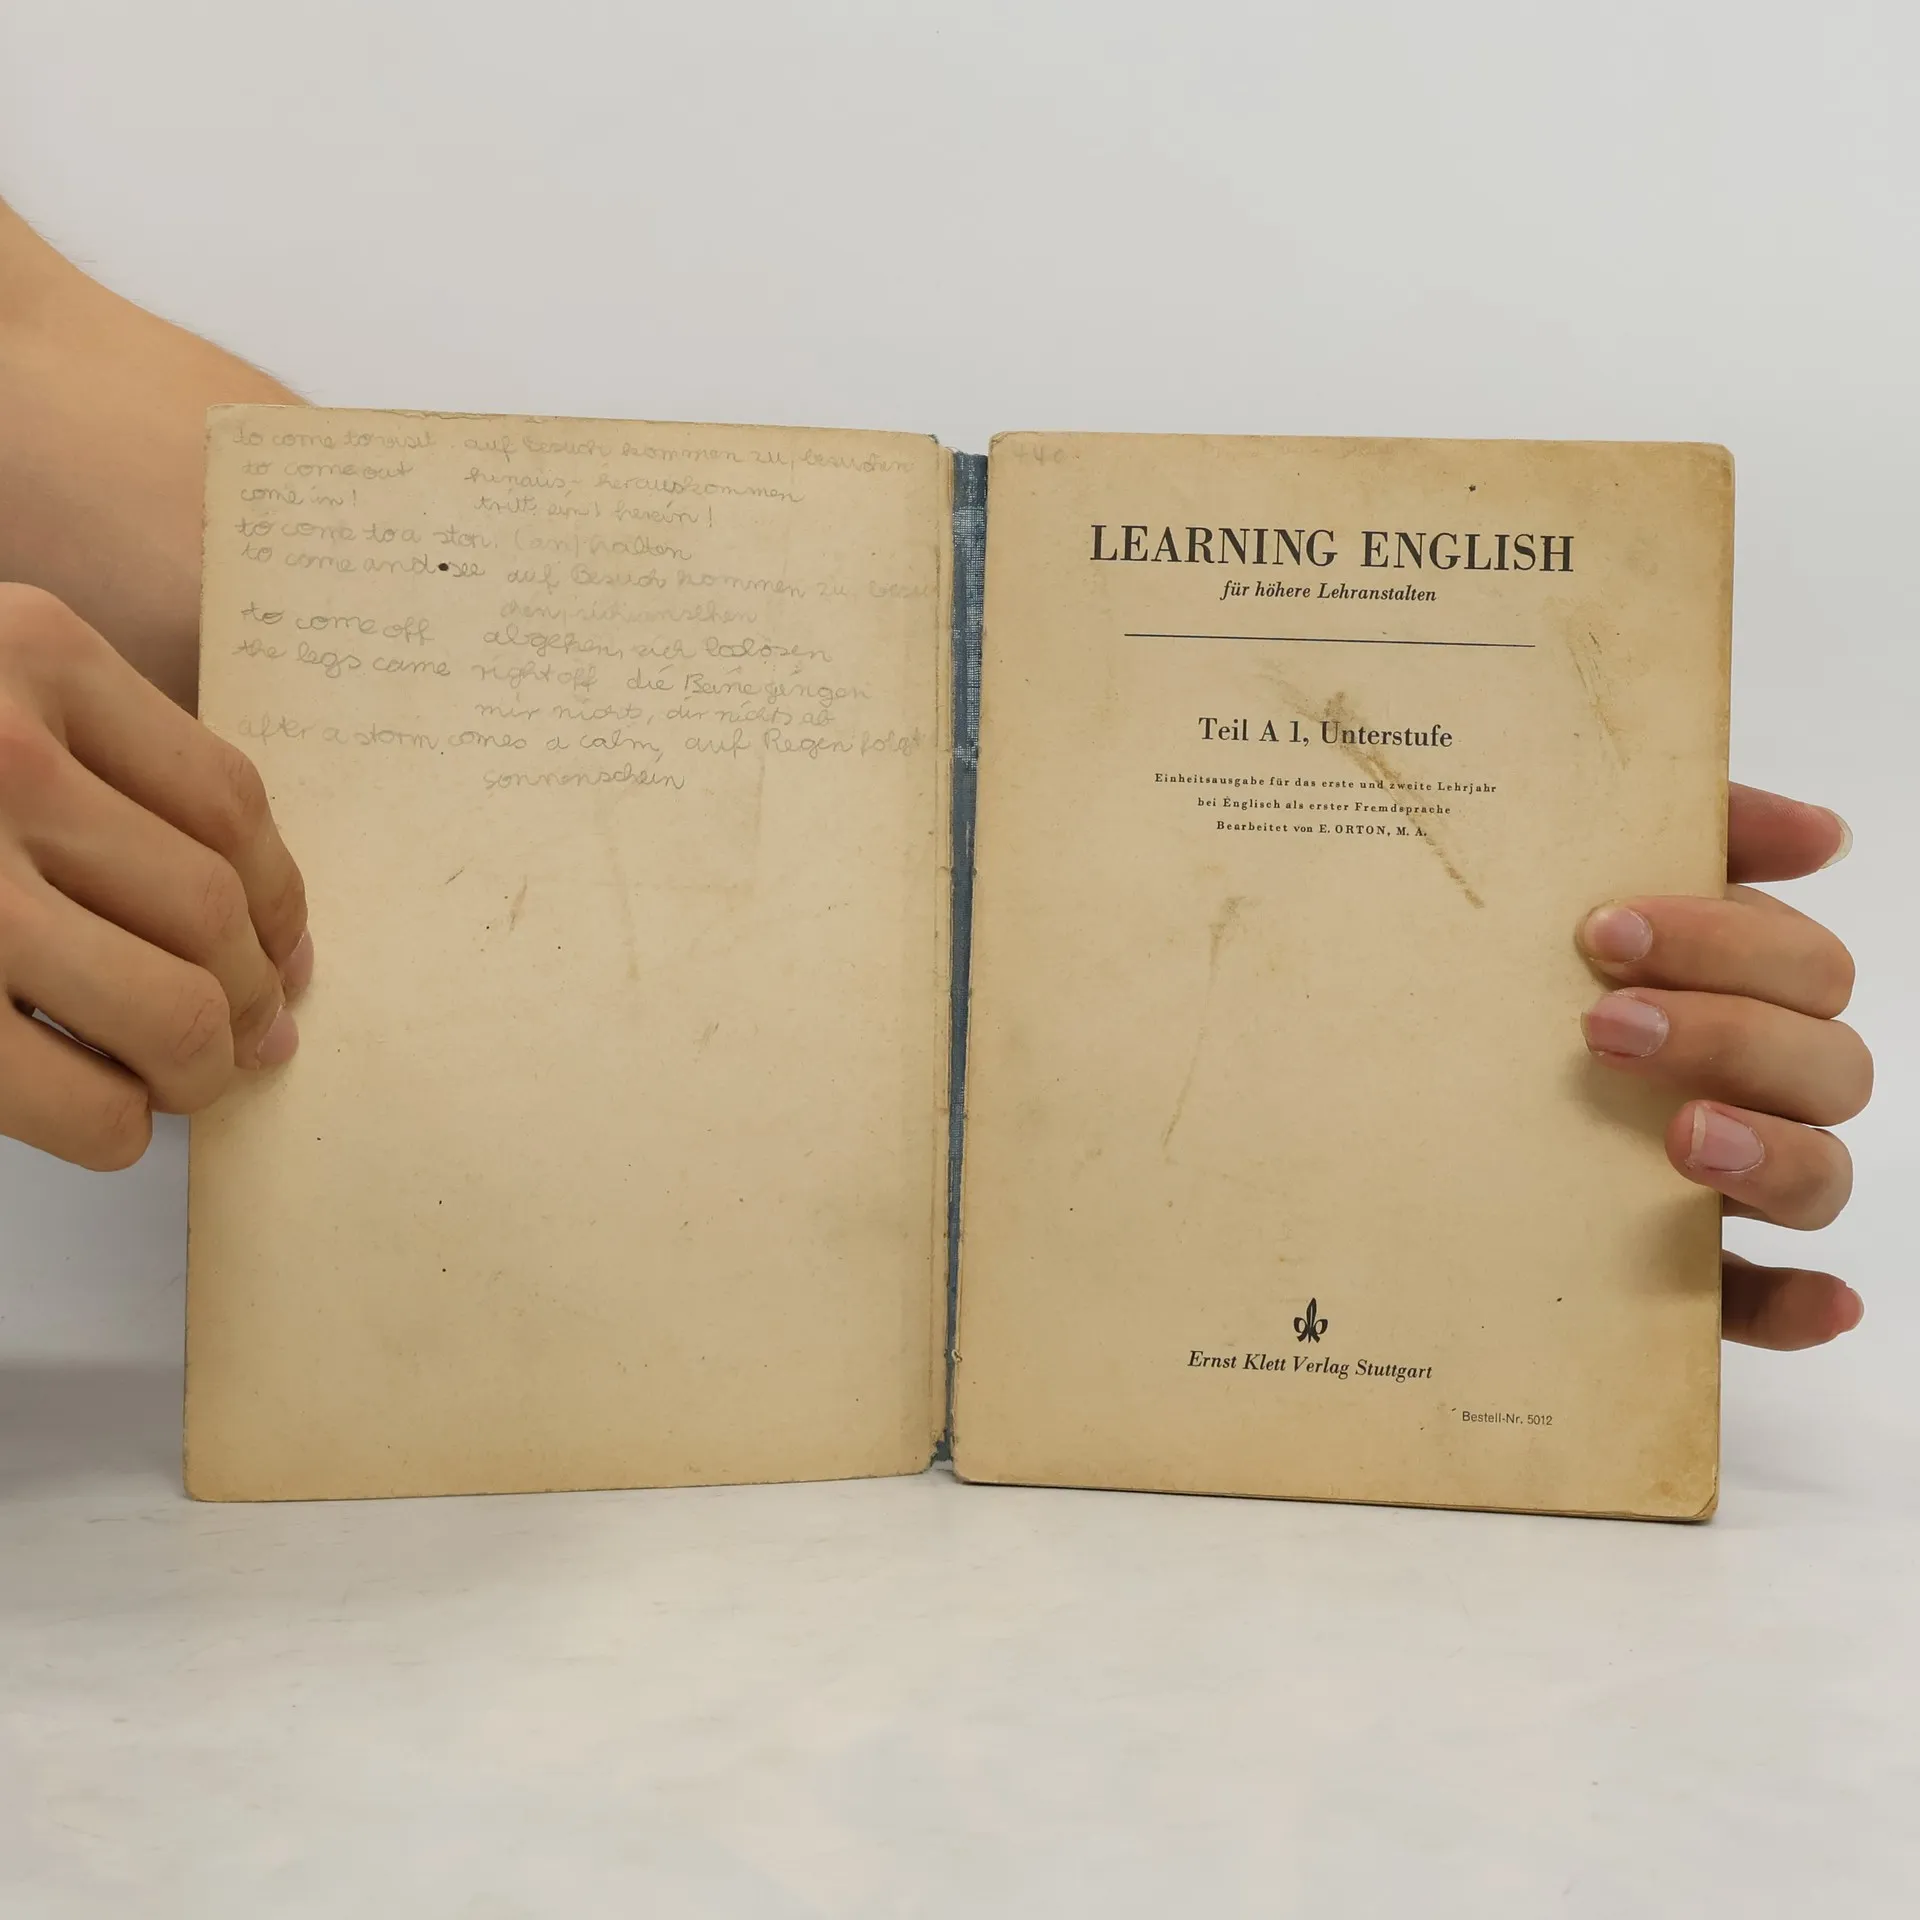 to come to visit. auf Besuch kommen zu, besuchen
to come out hinaus-, herauskommen
come in! tritt ein! herein!
to come to a stop. (an)halten
to come and see auf Besuch kommen zu, besu
chen, sich ansehen
to come off abgehen, sich loslösen
the legs came right off die Beine gingen
mir nichts, dir nichts ab
after a storm comes a calm, auf Regen folgt
Sonnenschein
LEARNING ENGLISH
für höhere Lehranstalten
Teil A 1, Unterstufe
Einheitsausgabe für das erste und zweite Lehrjahr
bei Englisch als erster Fremdsprache
Bearbeitet von E. ORTON, M. A.
Ernst Klett Verlag Stuttgart
Bestell-Nr. 5012